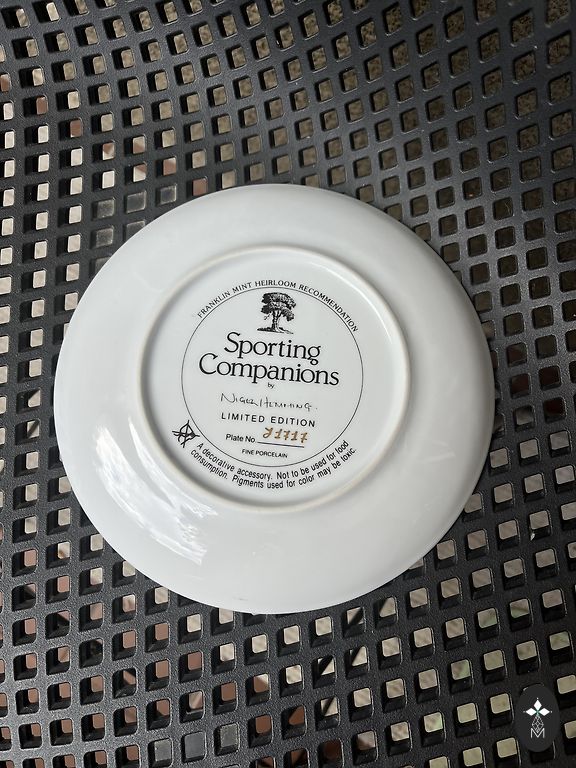 FRANKLIN MINT HEIRLOOM RECOMMENDATION
Sporting
Companions
by
NIGEL HEMMING.
LIMITED EDITION
Plate No. J1717
FINE PORCELAIN
A decorative accessory. Not to be used for food
consumption. Pigments used for color may be toxic.